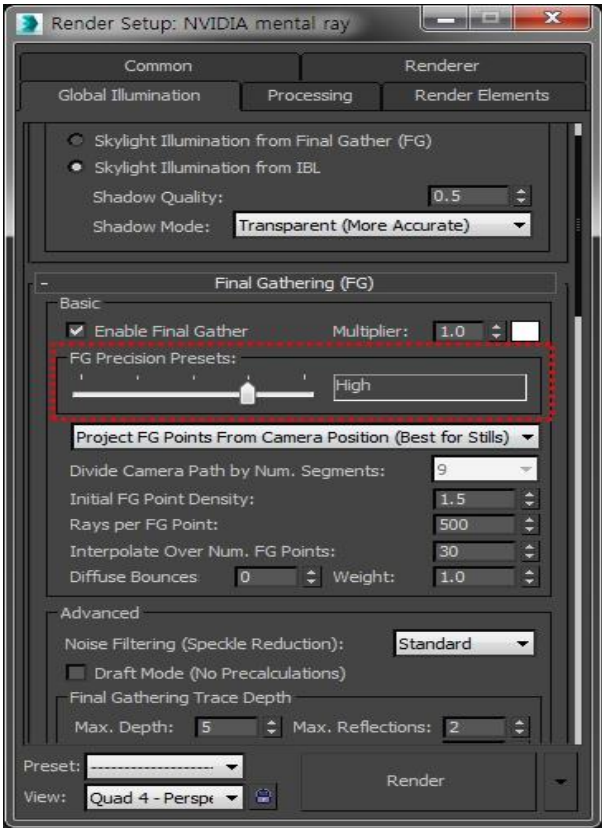 Render Setup: NVIDIA mental ray
Common Renderer
Global Illumination Processing Render Elements
Skylight Illumination from Final Gather (FG)
Skylight Illumination from IBL
Shadow Quality: 0.5
Shadow Mode: Transparent (More Accurate)
- Final Gathering (FG)
Basic
Enable Final Gather Multiplier: 1.0
FG Precision Presets:
High
Project FG Points From Camera Position (Best for Stills)
Divide Camera Path by Num. Segments: 9
Initial FG Point Density: 1.5
Rays per FG Point: 500
Interpolate Over Num. FG Points: 30
Diffuse Bounces 0 Weight: 1.0
Advanced
Noise Filtering (Speckle Reduction): Standard
Draft Mode (No Precalculations)
Final Gathering Trace Depth
Max. Depth: 5 Max. Reflections: 2
Preset: --------------------
View: Quad 4 - Perspe
Render